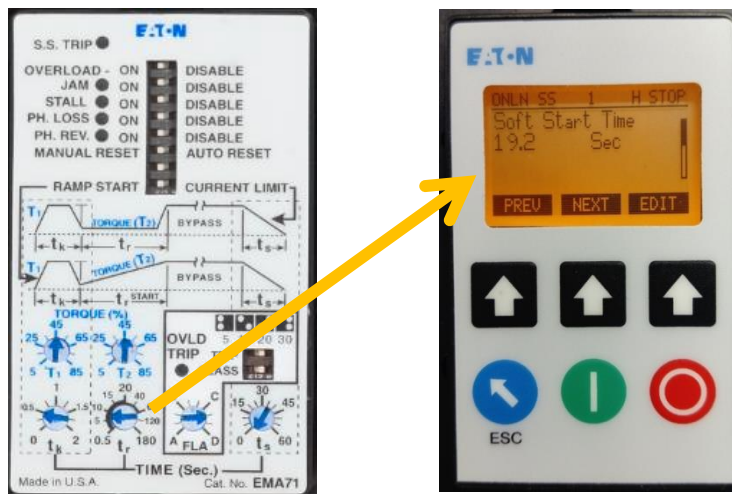 E·T·N
S.S. TRIP
OVERLOAD - ON DISABLE
JAM ON DISABLE
STALL ON DISABLE
PH. LOSS ON DISABLE
PH. REV. ON DISABLE
MANUAL RESET AUTO RESET
RAMP START CURRENT LIMIT
T1 TORQUE (T2) BYPASS
tk tr ts
T1 TORQUE (T2) BYPASS
tk tr START ts
TORQUE (%)
45 45
25 65 25 65
5 T1 85 5 T2 85
OVLD 5 20 30
TRIP
1 20 30
0.5 1.5 10 40 C 15 45
5 120
0 tk 2 0.5 tr 180 A FLA D 0 ts 60
TIME (Sec.)
Made in U.S.A. Cat. No. EMA71
E·T·N
ONLN SS 1 H STOP
Soft Start Time
19.2 Sec
PREV NEXT EDIT
ESC